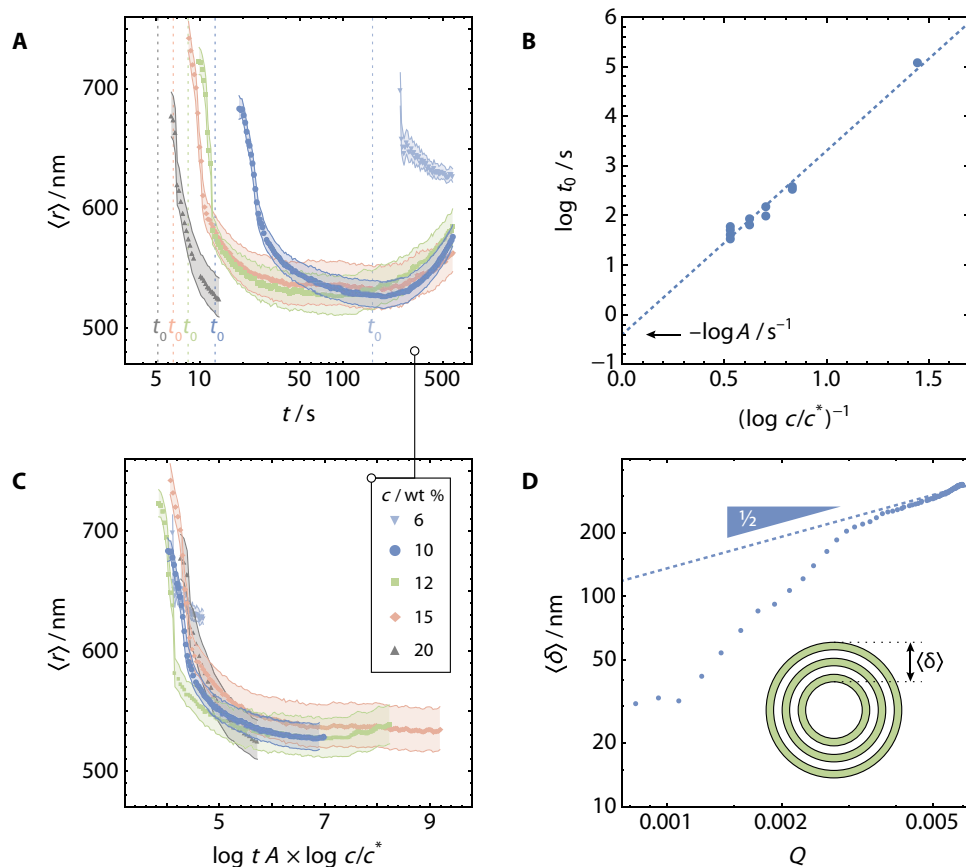 A
⟨r⟩ / nm
700
600
500
t₀ t₀ t₀ t₀ t₀
5 10 50 100 500
t / s
B
log t₀ / s
6
5
4
3
2
1
0
−1
−log A / s⁻¹
0.0 0.5 1.0 1.5
(log c/c*)⁻¹
C
⟨r⟩ / nm
700
600
500
c / wt %
6
10
12
15
20
5 7 9
log t A × log c/c*
D
⟨δ⟩ / nm
200
100
50
20
10
½
⟨δ⟩
0.001 0.002 0.005
Q